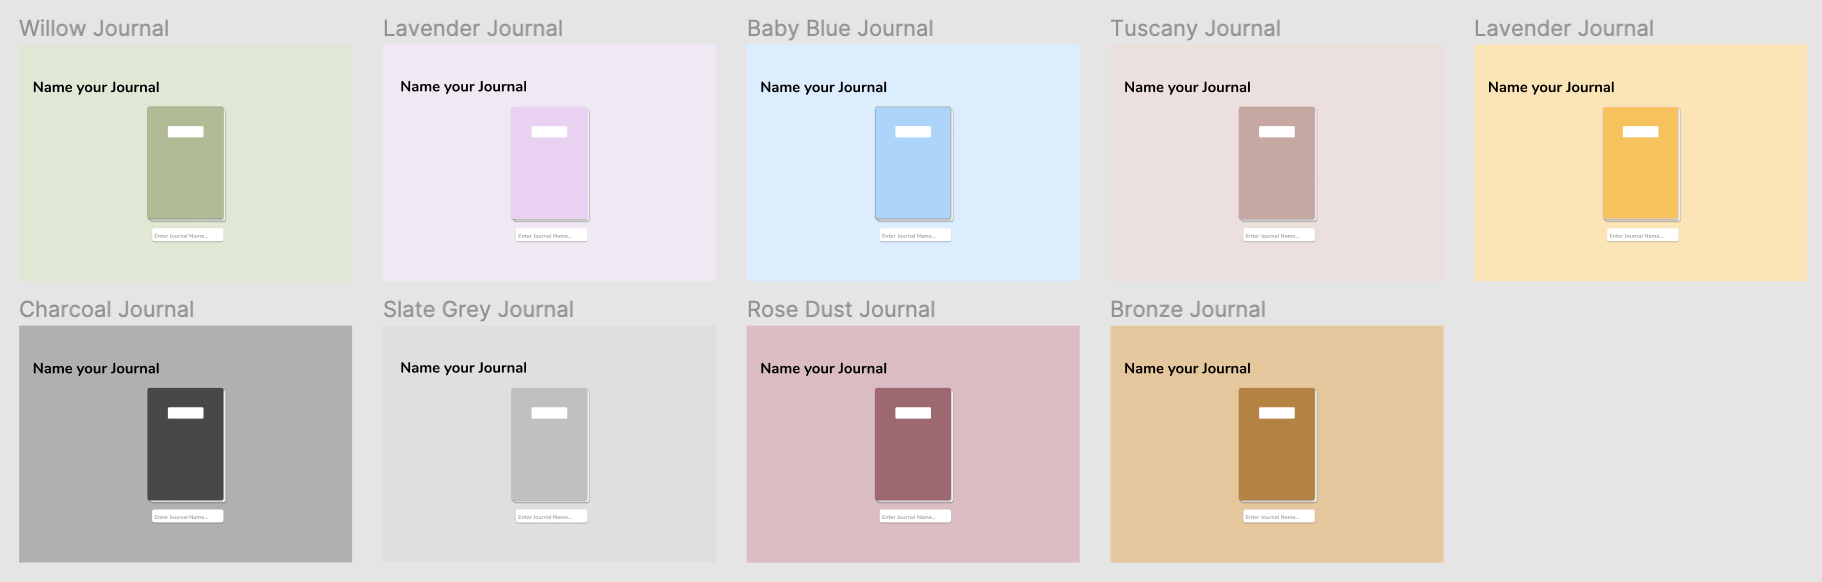 Willow Journal
Lavender Journal
Baby Blue Journal
Tuscany Journal
Lavender Journal
Name your Journal
Name your Journal
Name your Journal
Name your Journal
Name your Journal
Enter Journal Name...
Enter Journal Name...
Enter Journal Name...
Enter Journal Name...
Enter Journal Name...
Charcoal Journal
Slate Grey Journal
Rose Dust Journal
Bronze Journal
Name your Journal
Name your Journal
Name your Journal
Name your Journal
Enter Journal Name...
Enter Journal Name...
Enter Journal Name...
Enter Journal Name...